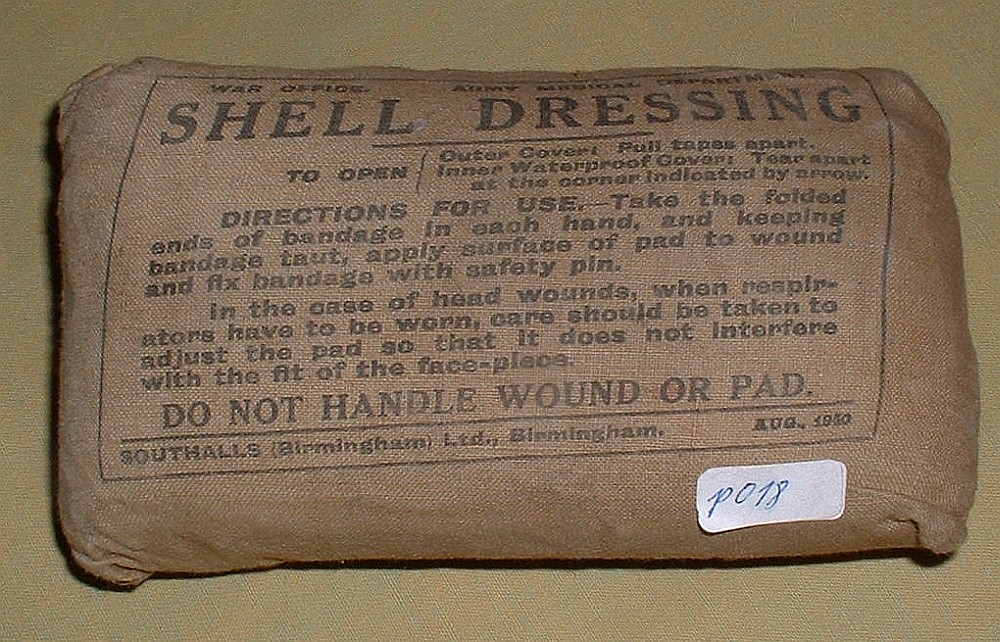 WAR OFFICE. ARMY MEDICAL DEPARTMENT.
SHELL DRESSING
TO OPEN
Outer Cover: Pull tapes apart.
Inner Waterproof Cover: Tear apart
at the corner indicated by arrow.
DIRECTIONS FOR USE.—Take the folded
ends of bandage in each hand, and keeping
bandage taut, apply surface of pad to wound
and fix bandage with safety pin.
In the case of head wounds, when respir-
ators have to be worn, care should be taken to
adjust the pad so that it does not interfere
with the fit of the face-piece.
DO NOT HANDLE WOUND OR PAD.
SOUTHALLS (Birmingham) Ltd., Birmingham. AUG., 1950
p018